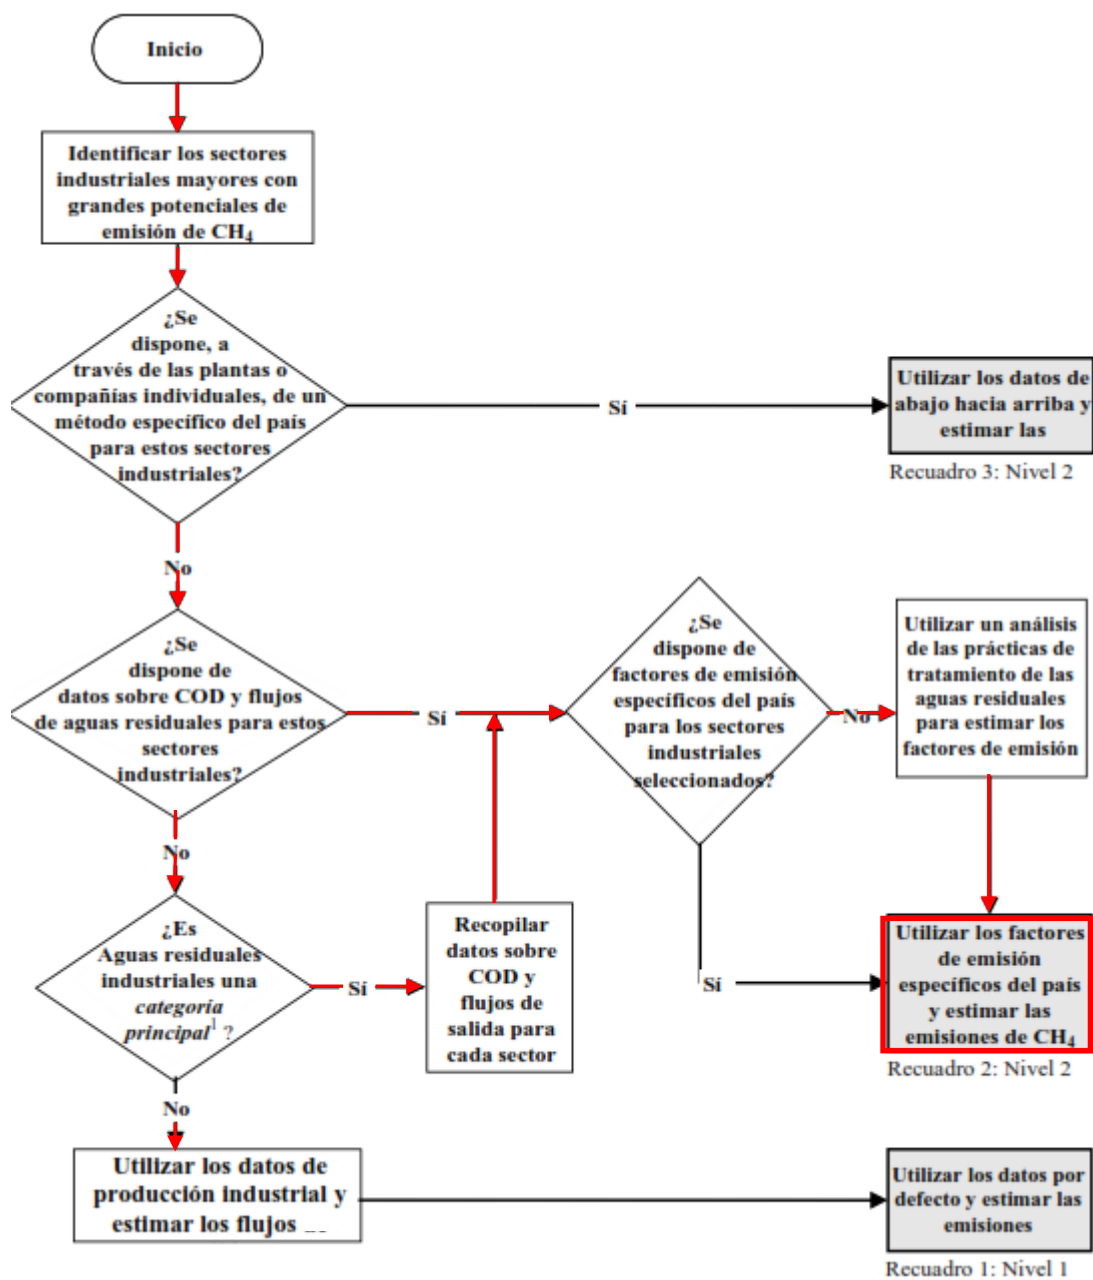 Inicio
Identificar los sectores
industriales mayores con
grandes potenciales de
emisión de CH₄
¿Se
dispone, a
través de las plantas o
compañías individuales, de un
método específico del país
para estos sectores
industriales?
Sí
Utilizar los datos de
abajo hacia arriba y
estimar las
Recuadro 3: Nivel 2
No
¿Se
dispone de
datos sobre COD y flujos
de aguas residuales para estos
sectores
industriales?
Sí
¿Se
dispone de
factores de emisión
específicos del país
para los sectores
industriales
seleccionados?
No
Utilizar un análisis
de las prácticas de
tratamiento de las
aguas residuales
para estimar los
factores de emisión
No
¿Es
Aguas residuales
industriales una
categoría
principal¹ ?
Sí
Recopilar
datos sobre
COD y
flujos de
salida para
cada sector
Sí
Utilizar los factores
de emisión
específicos del país
y estimar las
emisiones de CH₄
Recuadro 2: Nivel 2
No
Utilizar los datos de
producción industrial y
estimar los flujos
Utilizar los datos por
defecto y estimar las
emisiones
Recuadro 1: Nivel 1